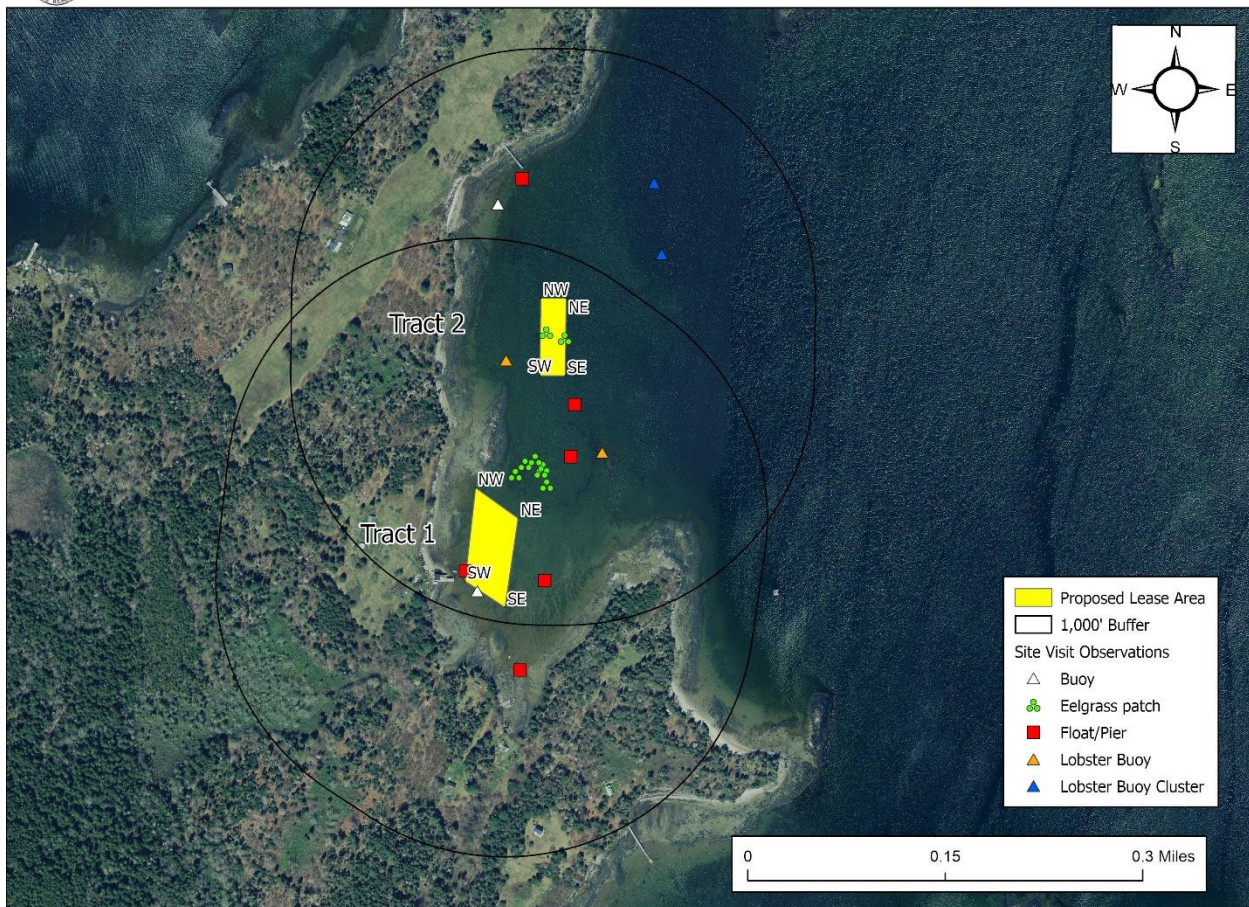 N
W E
S
NW
NE
Tract 2
SW SE
NW
NE
Tract 1
SW
SE
Proposed Lease Area
1,000' Buffer
Site Visit Observations
Buoy
Eelgrass patch
Float/Pier
Lobster Buoy
Lobster Buoy Cluster
0 0.15 0.3 Miles